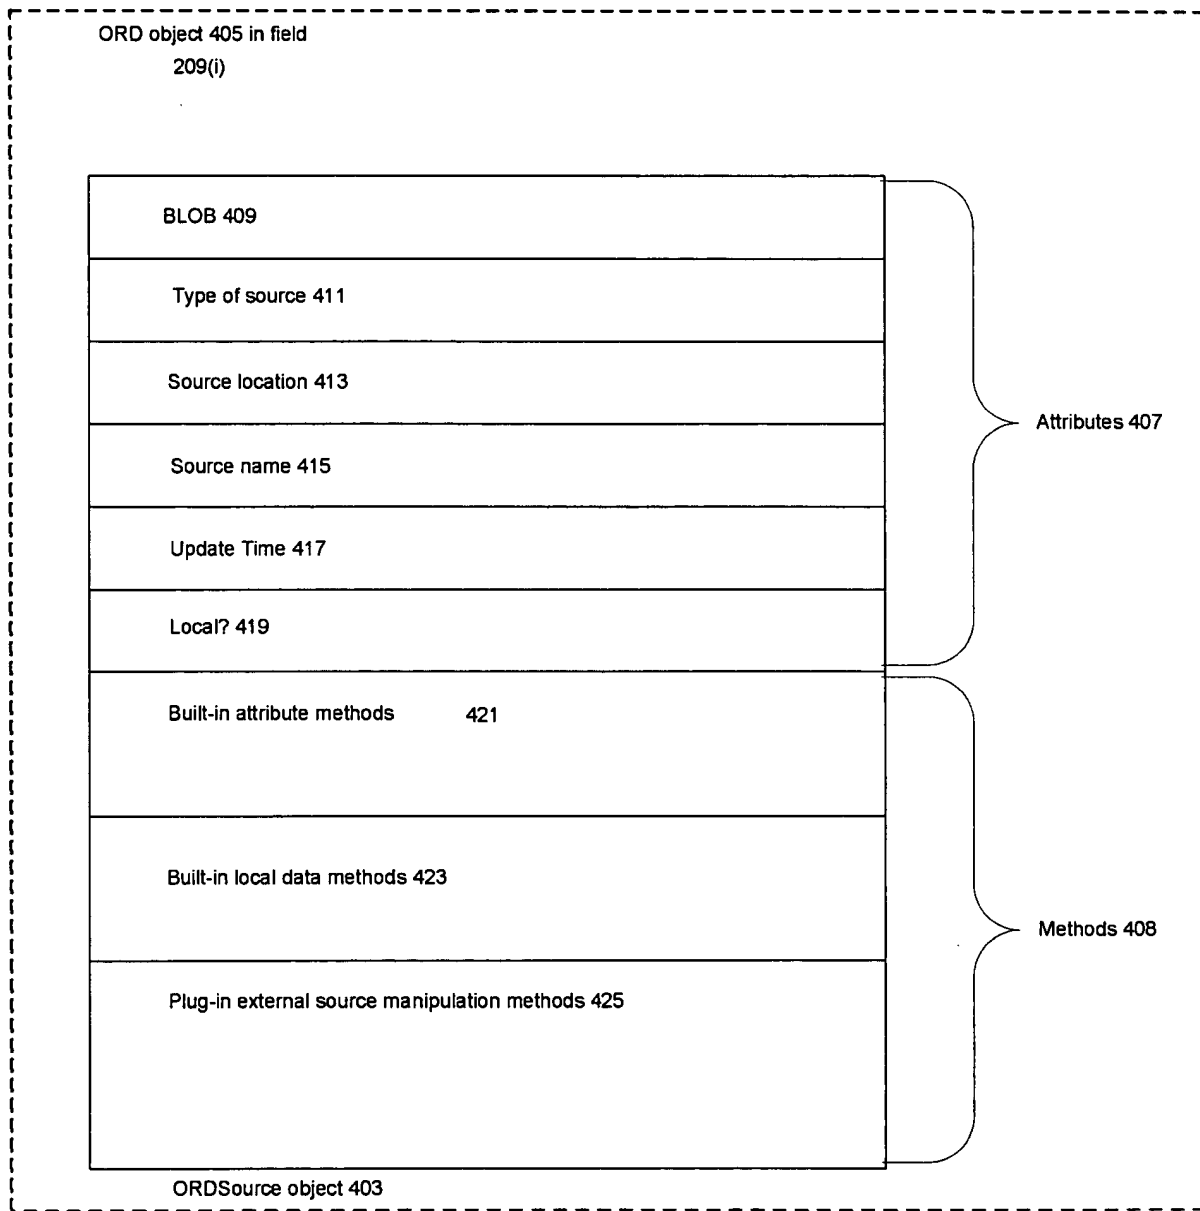 ORD object 405 in field
209(i)
BLOB 409
Type of source 411
Source location 413
Attributes 407
Source name 415
Update Time 417
Local? 419
Built-in attribute methods 421
Built-in local data methods 423
Methods 408
Plug-in external source manipulation methods 425
ORDSource object 403